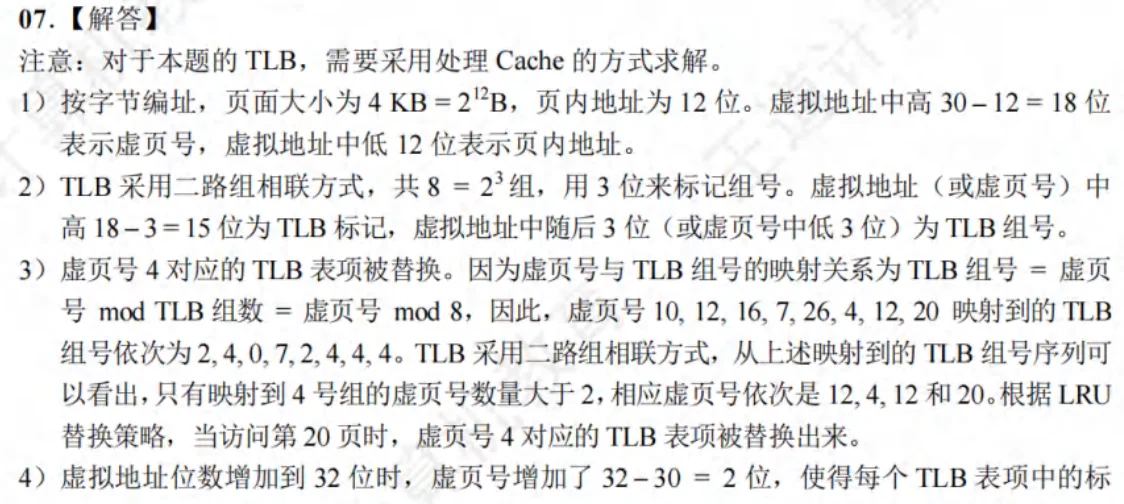 07.【解答】
注意：对于本题的 TLB，需要采用处理 Cache 的方式求解。
1）按字节编址，页面大小为 4 KB = 2¹²B，页内地址为 12 位。虚拟地址中高 30 – 12 = 18 位
表示虚页号，虚拟地址中低 12 位表示页内地址。
2）TLB 采用二路组相联方式，共 8 = 2³ 组，用 3 位来标记组号。虚拟地址（或虚页号）中
高 18 – 3 = 15 位为 TLB 标记，虚拟地址中随后 3 位（或虚页号中低 3 位）为 TLB 组号。
3）虚页号 4 对应的 TLB 表项被替换。因为虚页号与 TLB 组号的映射关系为 TLB 组号 = 虚页
号 mod TLB 组数 = 虚页号 mod 8，因此，虚页号 10, 12, 16, 7, 26, 4, 12, 20 映射到的 TLB
组号依次为 2, 4, 0, 7, 2, 4, 4, 4。TLB 采用二路组相联方式，从上述映射到的 TLB 组号序列可
以看出，只有映射到 4 号组的虚页号数量大于 2，相应虚页号依次是 12, 4, 12 和 20。根据 LRU
替换策略，当访问第 20 页时，虚页号 4 对应的 TLB 表项被替换出来。
4）虚拟地址位数增加到 32 位时，虚页号增加了 32 – 30 = 2 位，使得每个 TLB 表项中的标